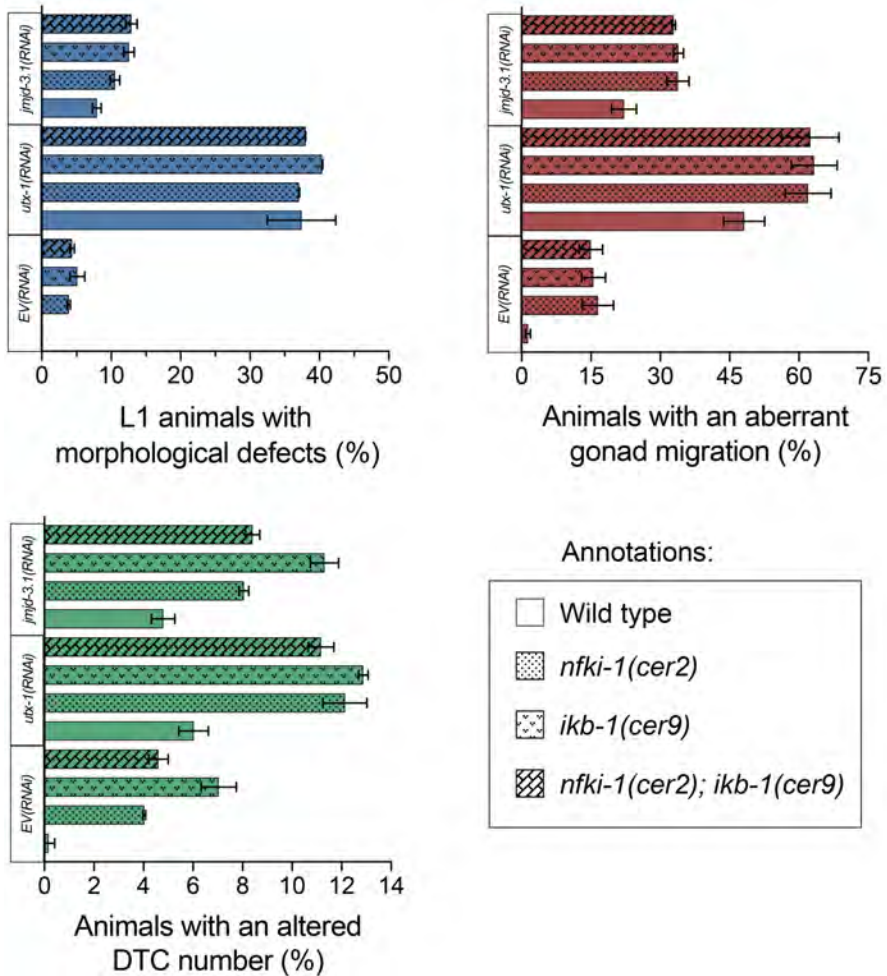 jmjd-3.1(RNAi)
utx-1(RNAi)
EV(RNAi)
0 10 20 30 40 50
L1 animals with
morphological defects (%)
jmjd-3.1(RNAi)
utx-1(RNAi)
EV(RNAi)
0 15 30 45 60 75
Animals with an aberrant
gonad migration (%)
jmjd-3.1(RNAi)
utx-1(RNAi)
EV(RNAi)
0 2 4 6 8 10 12 14
Animals with an altered
DTC number (%)
Annotations:
Wild type
nfki-1(cer2)
ikb-1(cer9)
nfki-1(cer2); ikb-1(cer9)